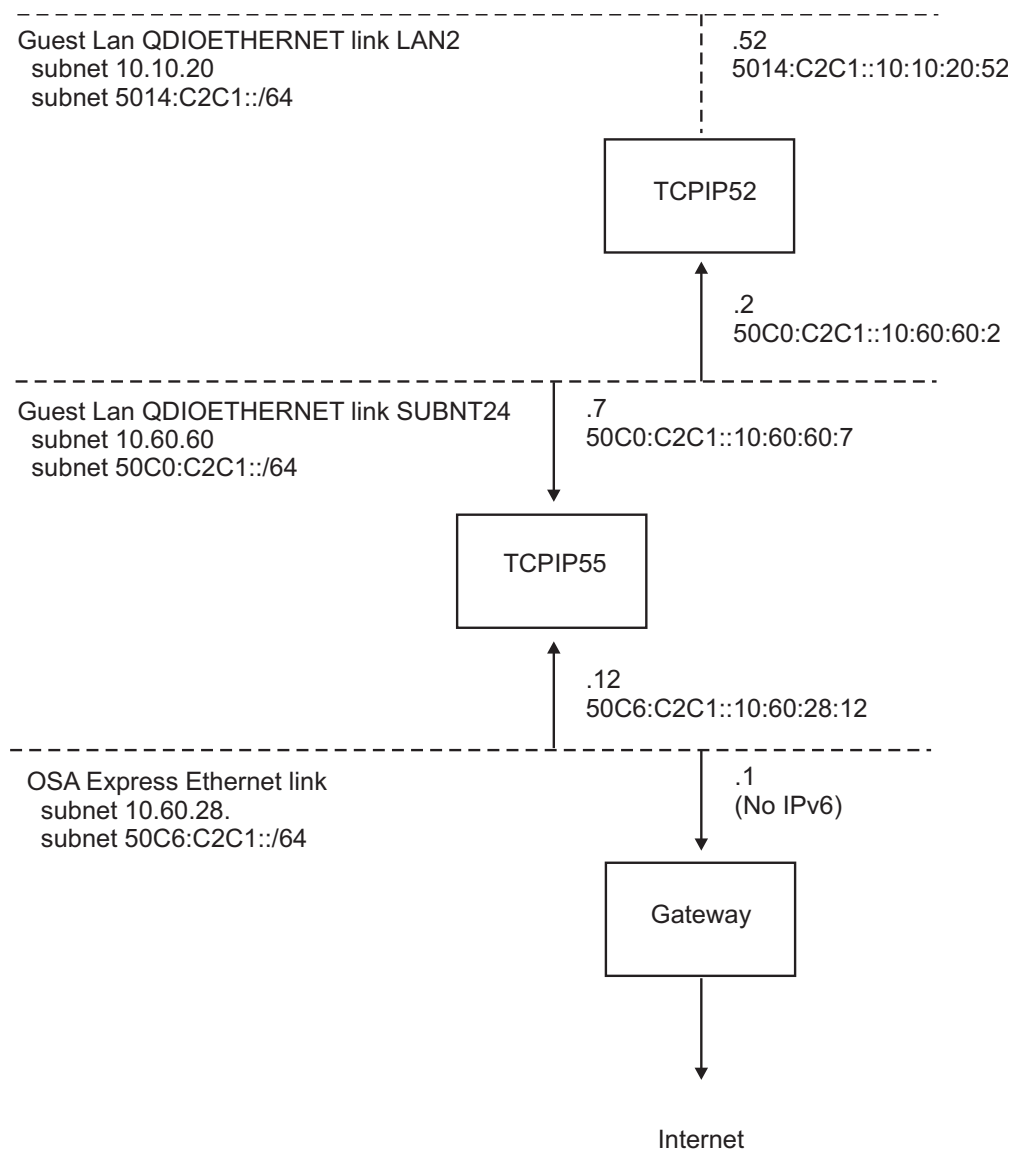 Guest Lan QDIOETHERNET link LAN2
subnet 10.10.20
subnet 5014:C2C1::/64
.52
5014:C2C1::10:10:20:52
TCPIP52
.2
50C0:C2C1::10:60:60:2
Guest Lan QDIOETHERNET link SUBNT24
subnet 10.60.60
subnet 50C0:C2C1::/64
.7
50C0:C2C1::10:60:60:7
TCPIP55
.12
50C6:C2C1::10:60:28:12
OSA Express Ethernet link
subnet 10.60.28.
subnet 50C6:C2C1::/64
.1
(No IPv6)
Gateway
Internet